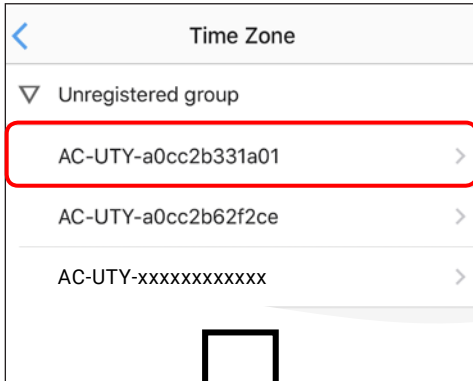 Time Zone
Unregistered group
AC-UTY-a0cc2b331a01
AC-UTY-a0cc2b62f2ce
AC-UTY-xxxxxxxxxxxx